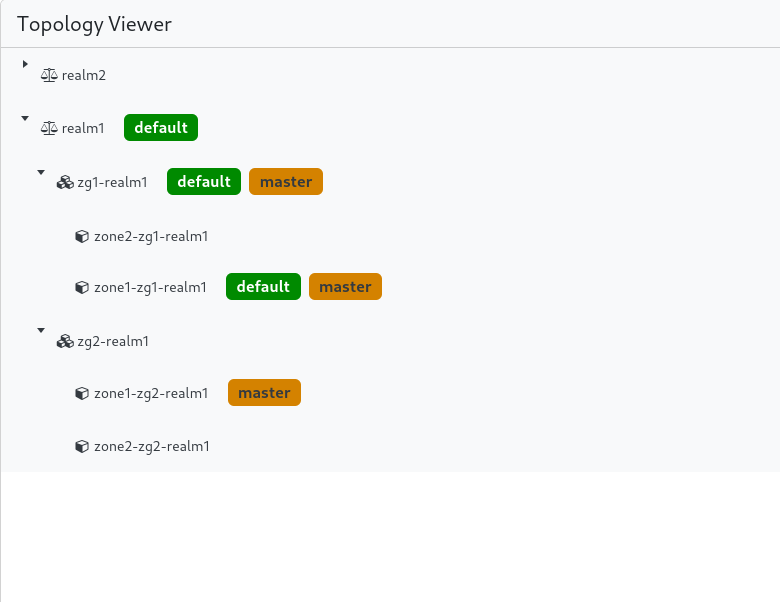 Topology Viewer
realm2
realm1 default
zg1-realm1 default master
zone2-zg1-realm1
zone1-zg1-realm1 default master
zg2-realm1
zone1-zg2-realm1 master
zone2-zg2-realm1